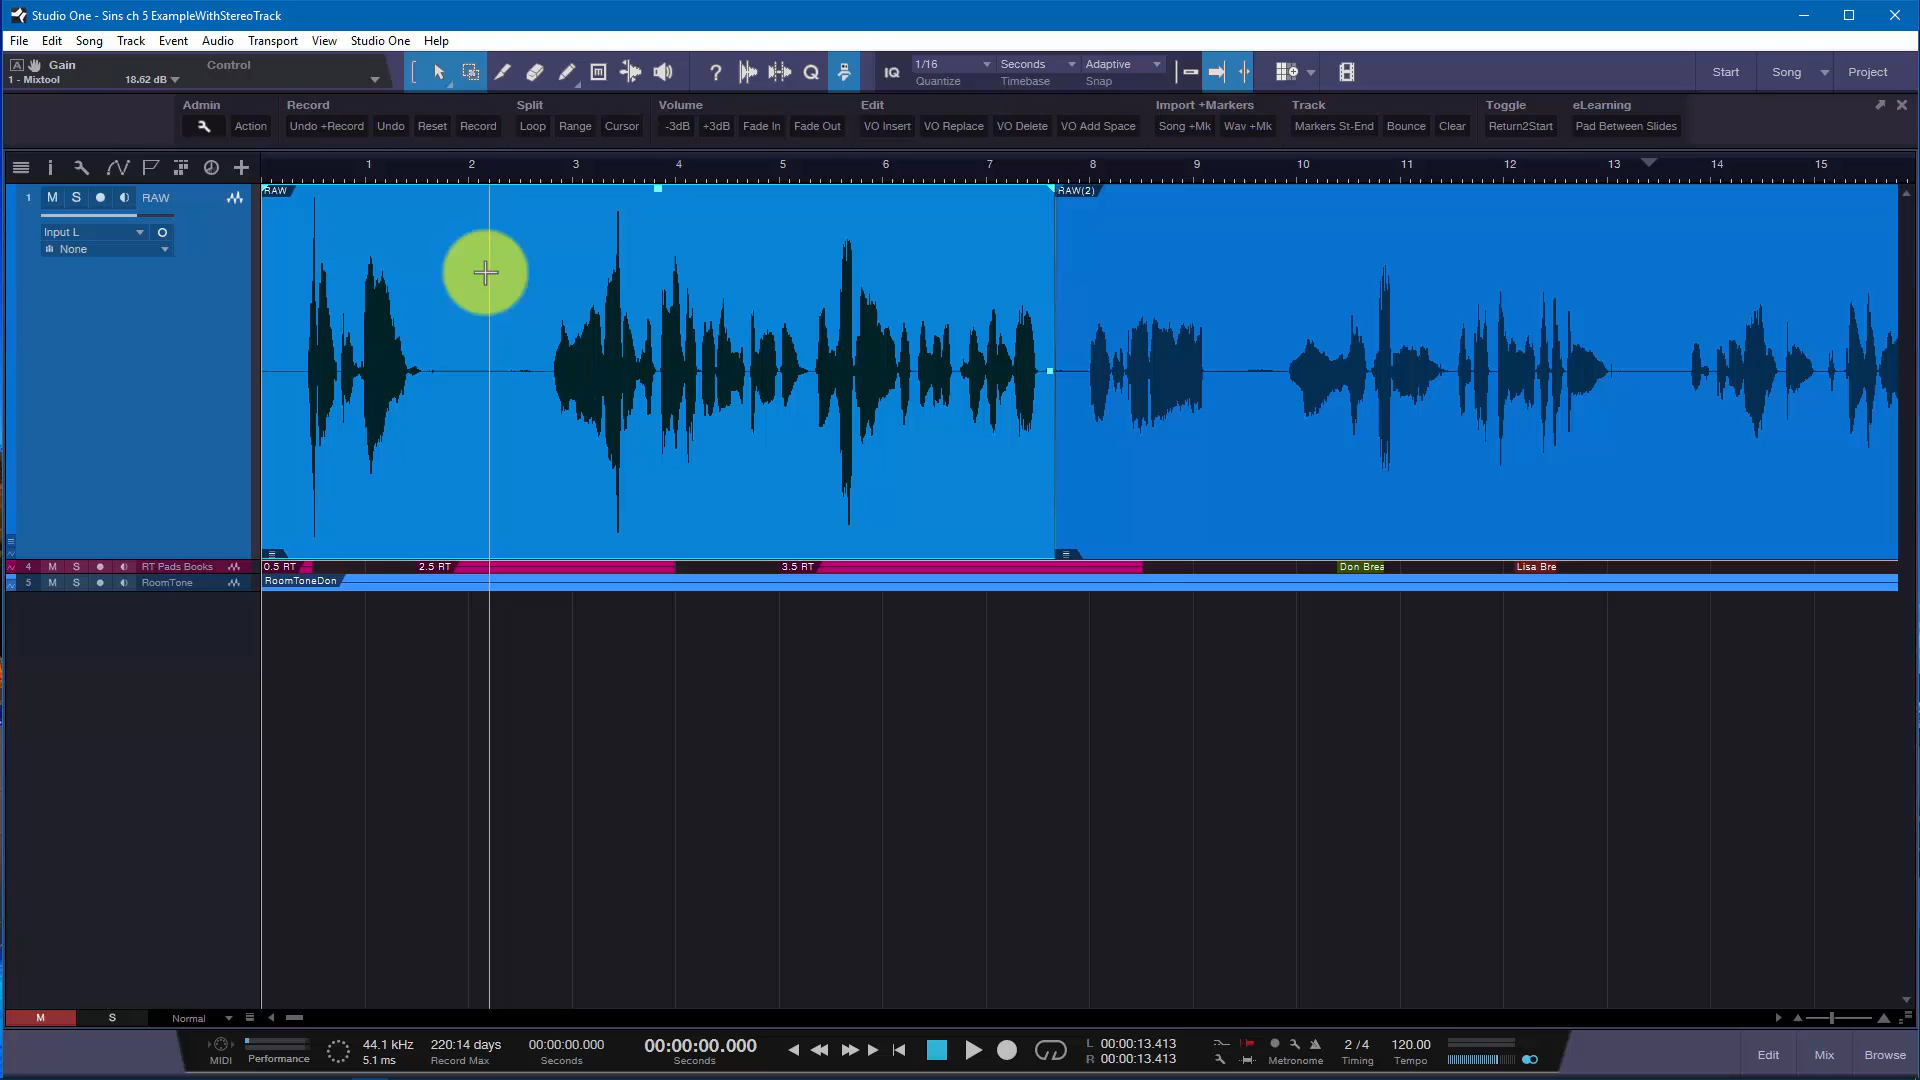 Studio One - Sins ch 5 ExampleWithStereoTrack
File Edit Song Track Event Audio Transport View Studio One Help
A Gain Control
1 - Mixtool 18.62 dB
? Q IQ
1/16 Seconds Adaptive
Quantize Timebase Snap
Start Song Project
Admin Record Split Volume Edit Import +Markers Track Toggle eLearning
Action Undo +Record Undo Reset Record Loop Range Cursor -3dB +3dB Fade In Fade Out VO Insert VO Replace VO Delete VO Add Space Song +Mk Wav +Mk Markers St-End Bounce Clear Return2Start Pad Between Slides
1 2 3 4 5 6 7 8 9 10 11 12 13 14 15
1 M S RAW
RAW RAW(2)
Input L
None
4 M S RT Pads Books 0.5 RT 2.5 RT 3.5 RT Don Brea Lisa Bre
5 M S RoomTone RoomToneDon
M S Normal
MIDI Performance
44.1 kHz 220:14 days 00:00:00.000 00:00:00.000 L 00:00:13.413 2 / 4 120.00
5.1 ms Record Max Seconds Seconds R 00:00:13.413 Metronome Timing Tempo
Edit Mix Browse